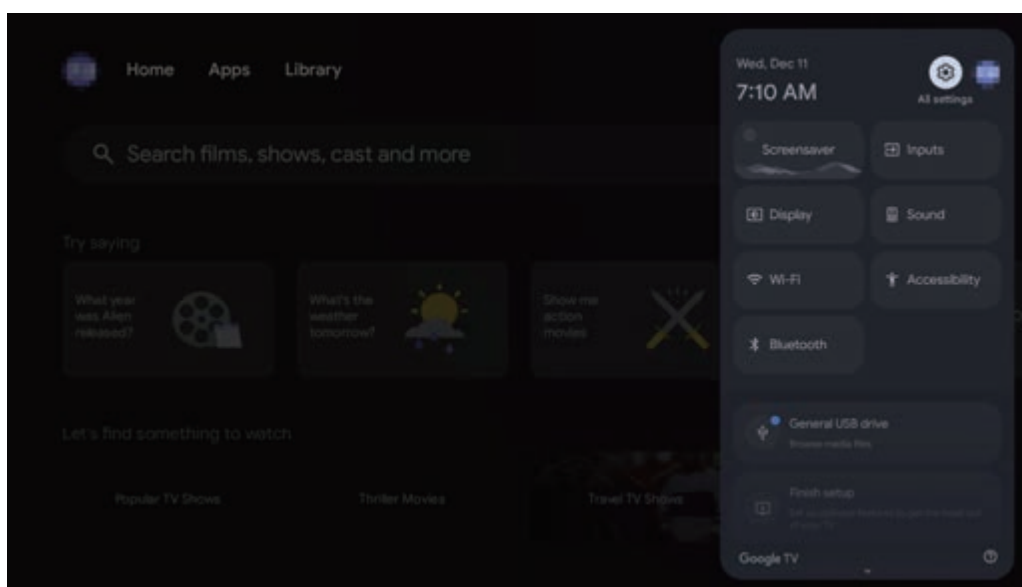 Home Apps Library
Search films, shows, cast and more
Try saying
What year
was Alien
released?
What's the
weather
tomorrow?
Show me
action
movies
Let's find something to watch
Popular TV Shows
Thriller Movies
Travel TV Shows
Wed, Dec 11
7:10 AM
All settings
Screensaver
Inputs
Display
Sound
Wi-Fi
Accessibility
Bluetooth
General USB drive
Browse media files
Finish setup
Google TV